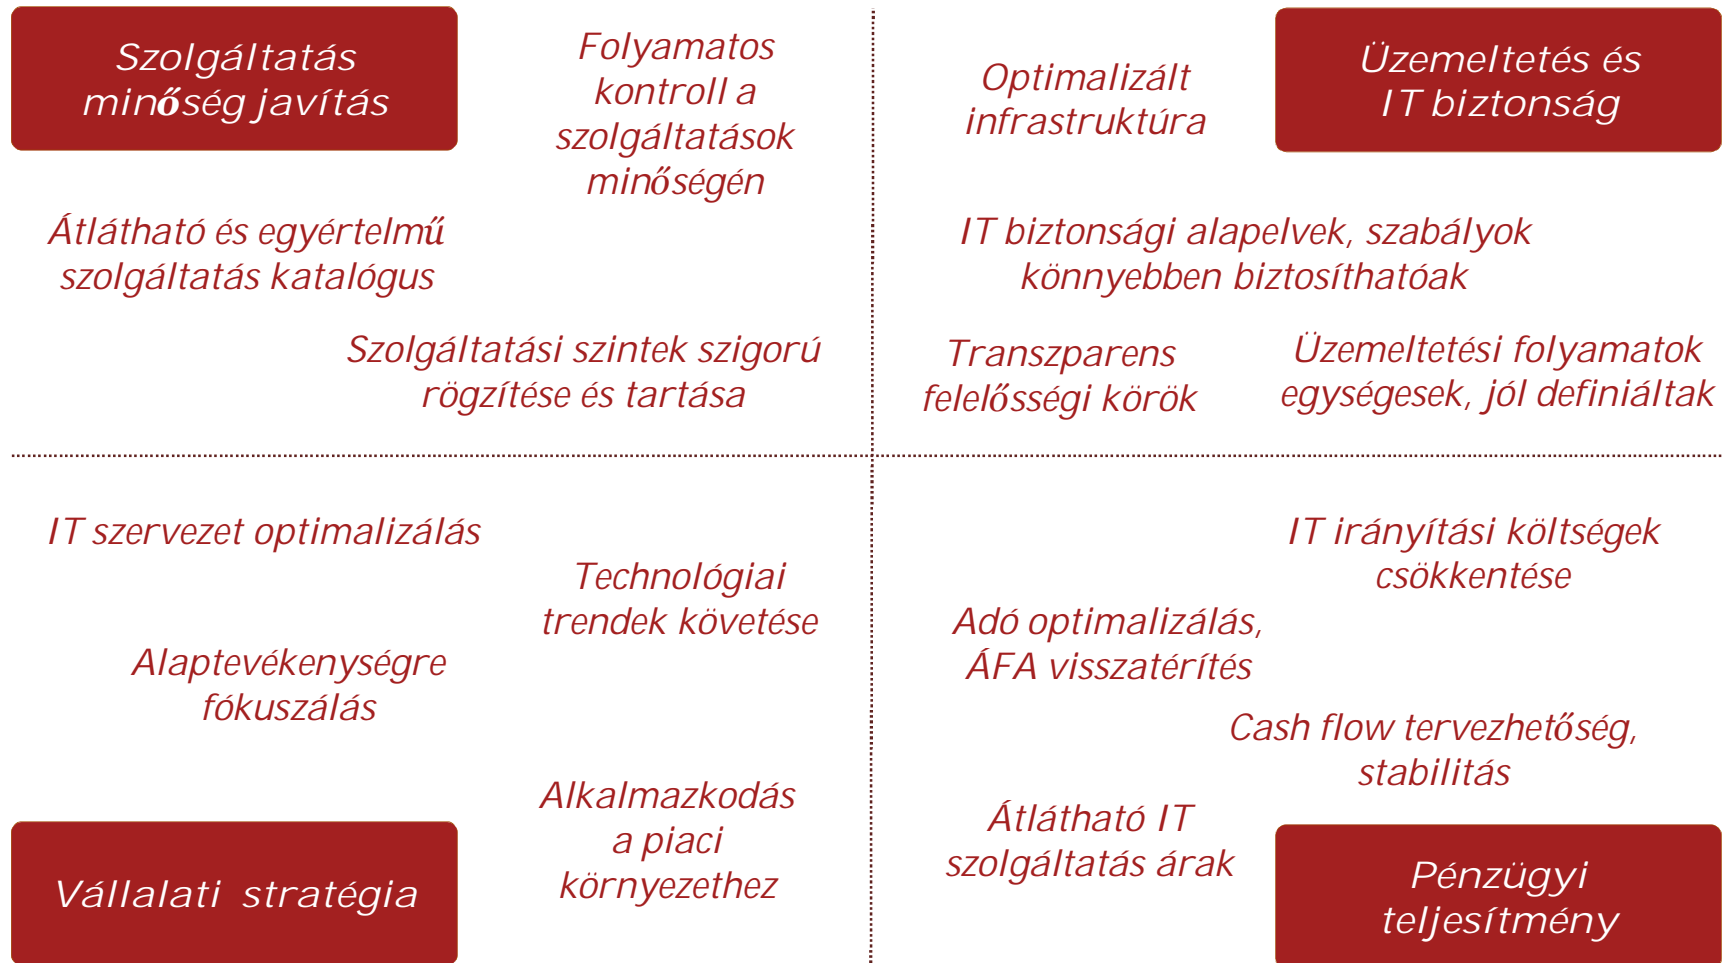 Szolgáltatás
minőség javítás
Folyamatos
kontroll a
szolgáltatások
minőségén
Átlátható és egyértelmű
szolgáltatás katalógus
Szolgáltatási szintek szigorú
rögzítése és tartása
Optimalizált
infrastruktúra
Üzemeltetés és
IT biztonság
IT biztonsági alapelvek, szabályok
könnyebben biztosíthatóak
Transzparens
felelősségi körök
Üzemeltetési folyamatok
egységesek, jól definiáltak
IT szervezet optimalizálás
Technológiai
trendek követése
Alaptevékenységre
fókuszálás
Alkalmazkodás
a piaci
környezethez
Vállalati stratégia
IT irányítási költségek
csökkentése
Adó optimalizálás,
ÁFA visszatérítés
Cash flow tervezhetőség,
stabilitás
Átlátható IT
szolgáltatás árak
Pénzügyi
teljesítmény